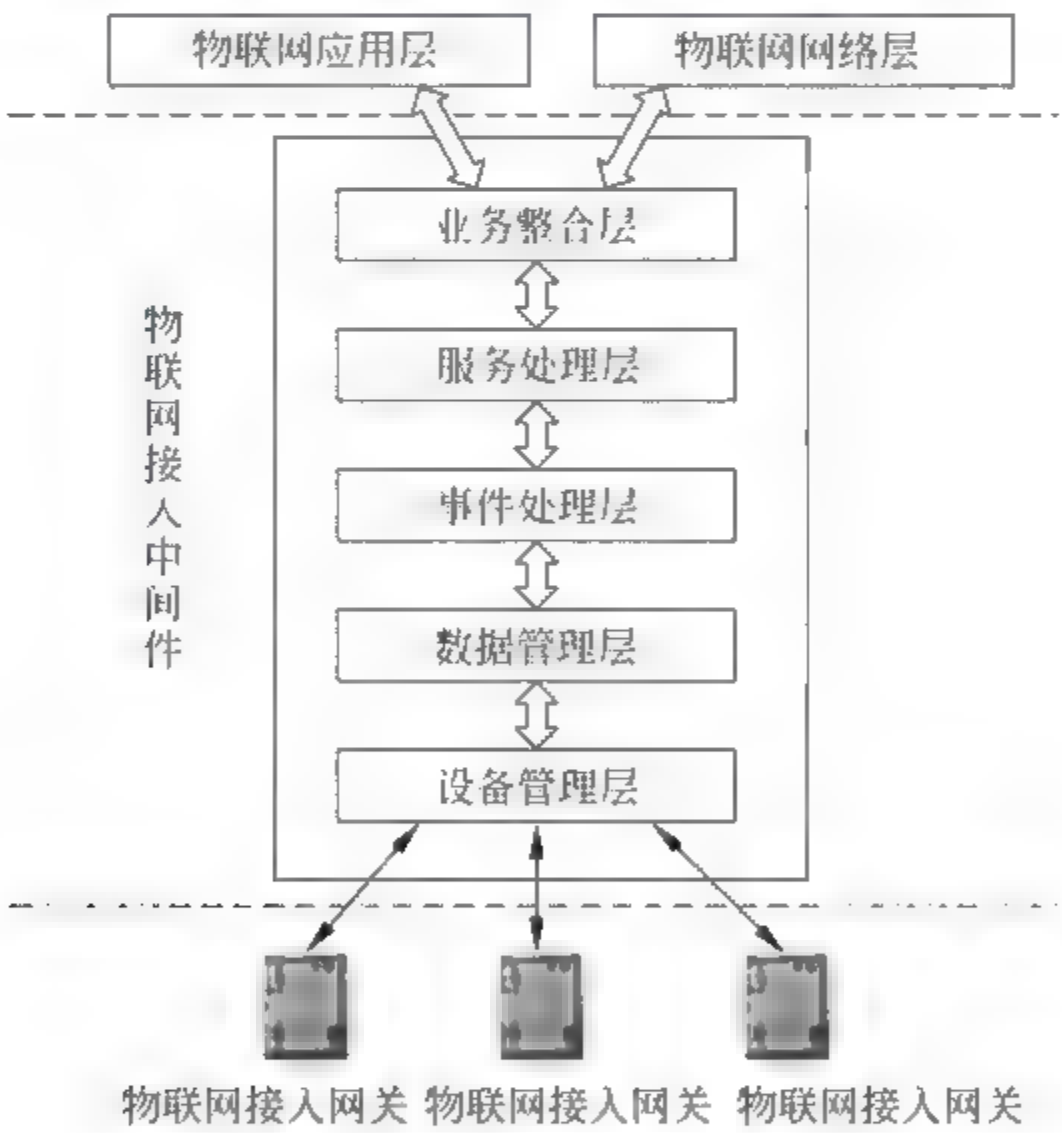 物联网应用层
物联网网络层
业务整合层
服务处理层
事件处理层
数据管理层
设备管理层
物联网接入中间件
物联网接入网关
物联网接入网关
物联网接入网关